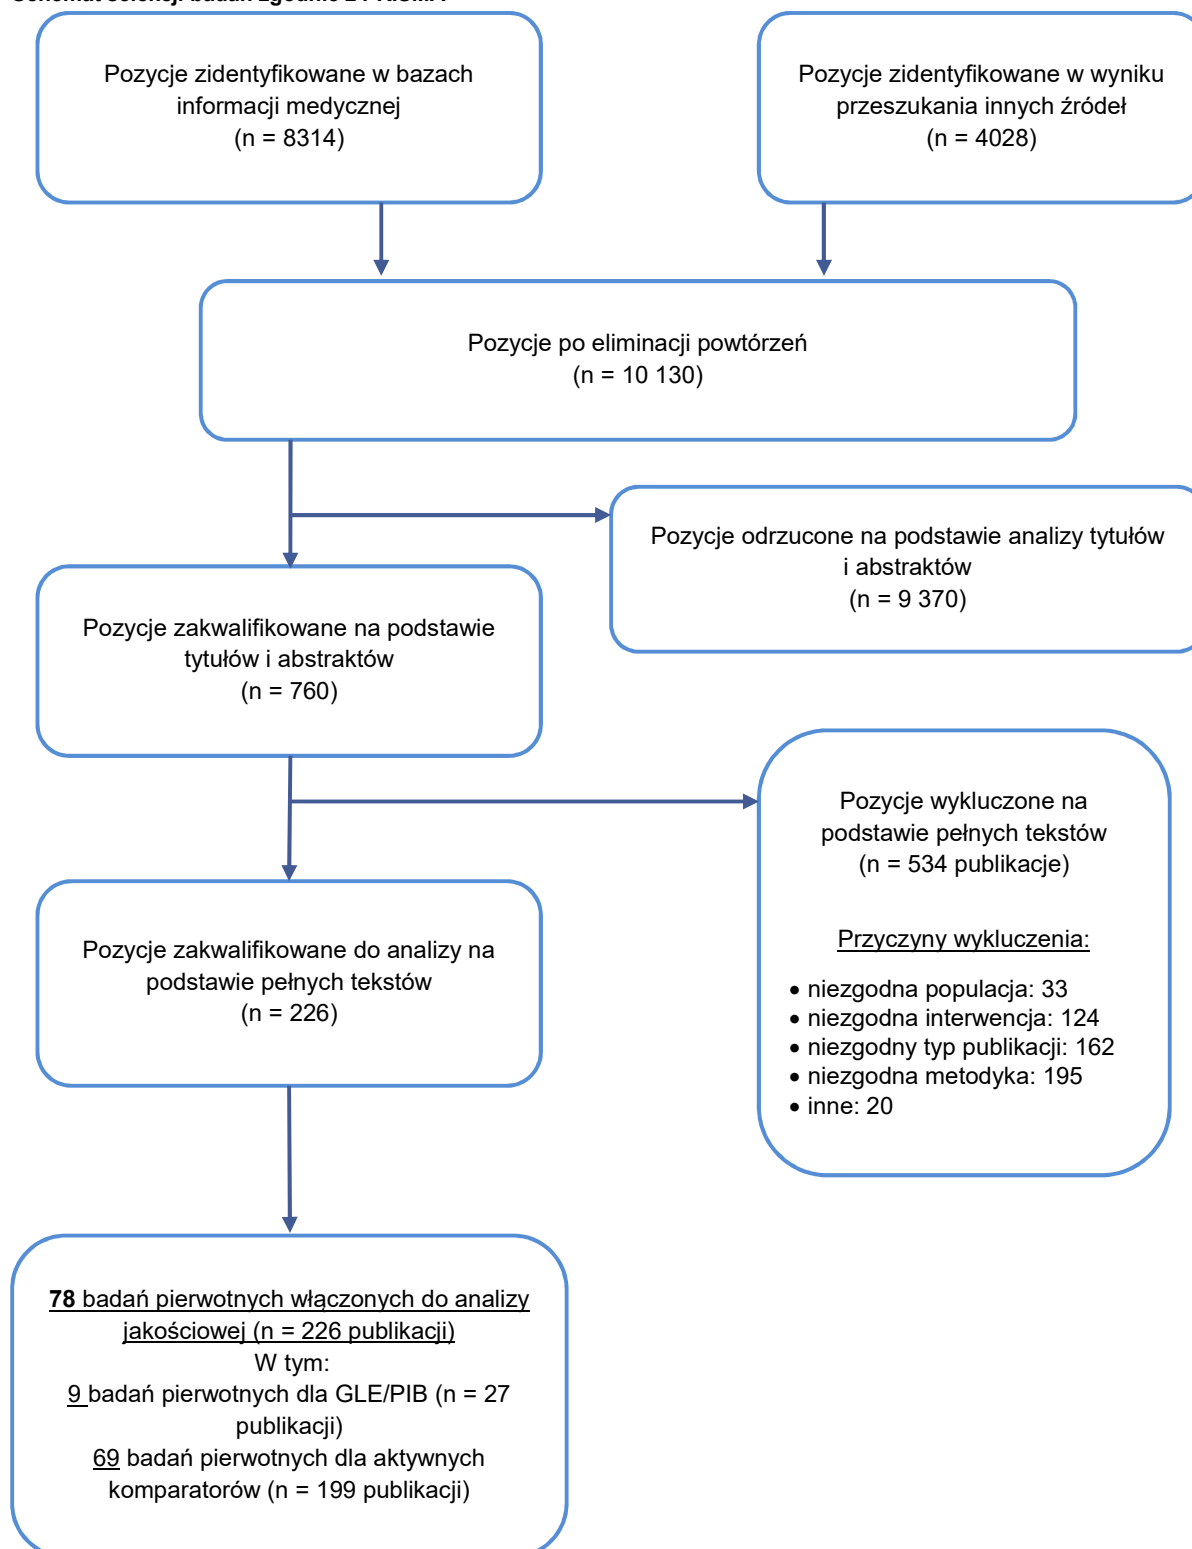 Pozycje zidentyfikowane w bazach
informacji medycznej
(n = 8314)
Pozycje zidentyfikowane w wyniku
przeszukania innych źródeł
(n = 4028)
Pozycje po eliminacji powtórzeń
(n = 10 130)
Pozycje odrzucone na podstawie analizy tytułów
i abstraktów
(n = 9 370)
Pozycje zakwalifikowane na podstawie
tytułów i abstraktów
(n = 760)
Pozycje wykluczone na
podstawie pełnych tekstów
(n = 534 publikacje)
Przyczyny wykluczenia:
• niezgodna populacja: 33
• niezgodna interwencja: 124
• niezgodny typ publikacji: 162
• niezgodna metodyka: 195
• inne: 20
Pozycje zakwalifikowane do analizy na
podstawie pełnych tekstów
(n = 226)
78 badań pierwotnych włączonych do analizy
jakościowej (n = 226 publikacji)
W tym:
9 badań pierwotnych dla GLE/PIB (n = 27
publikacji)
69 badań pierwotnych dla aktywnych
komparatorów (n = 199 publikacji)